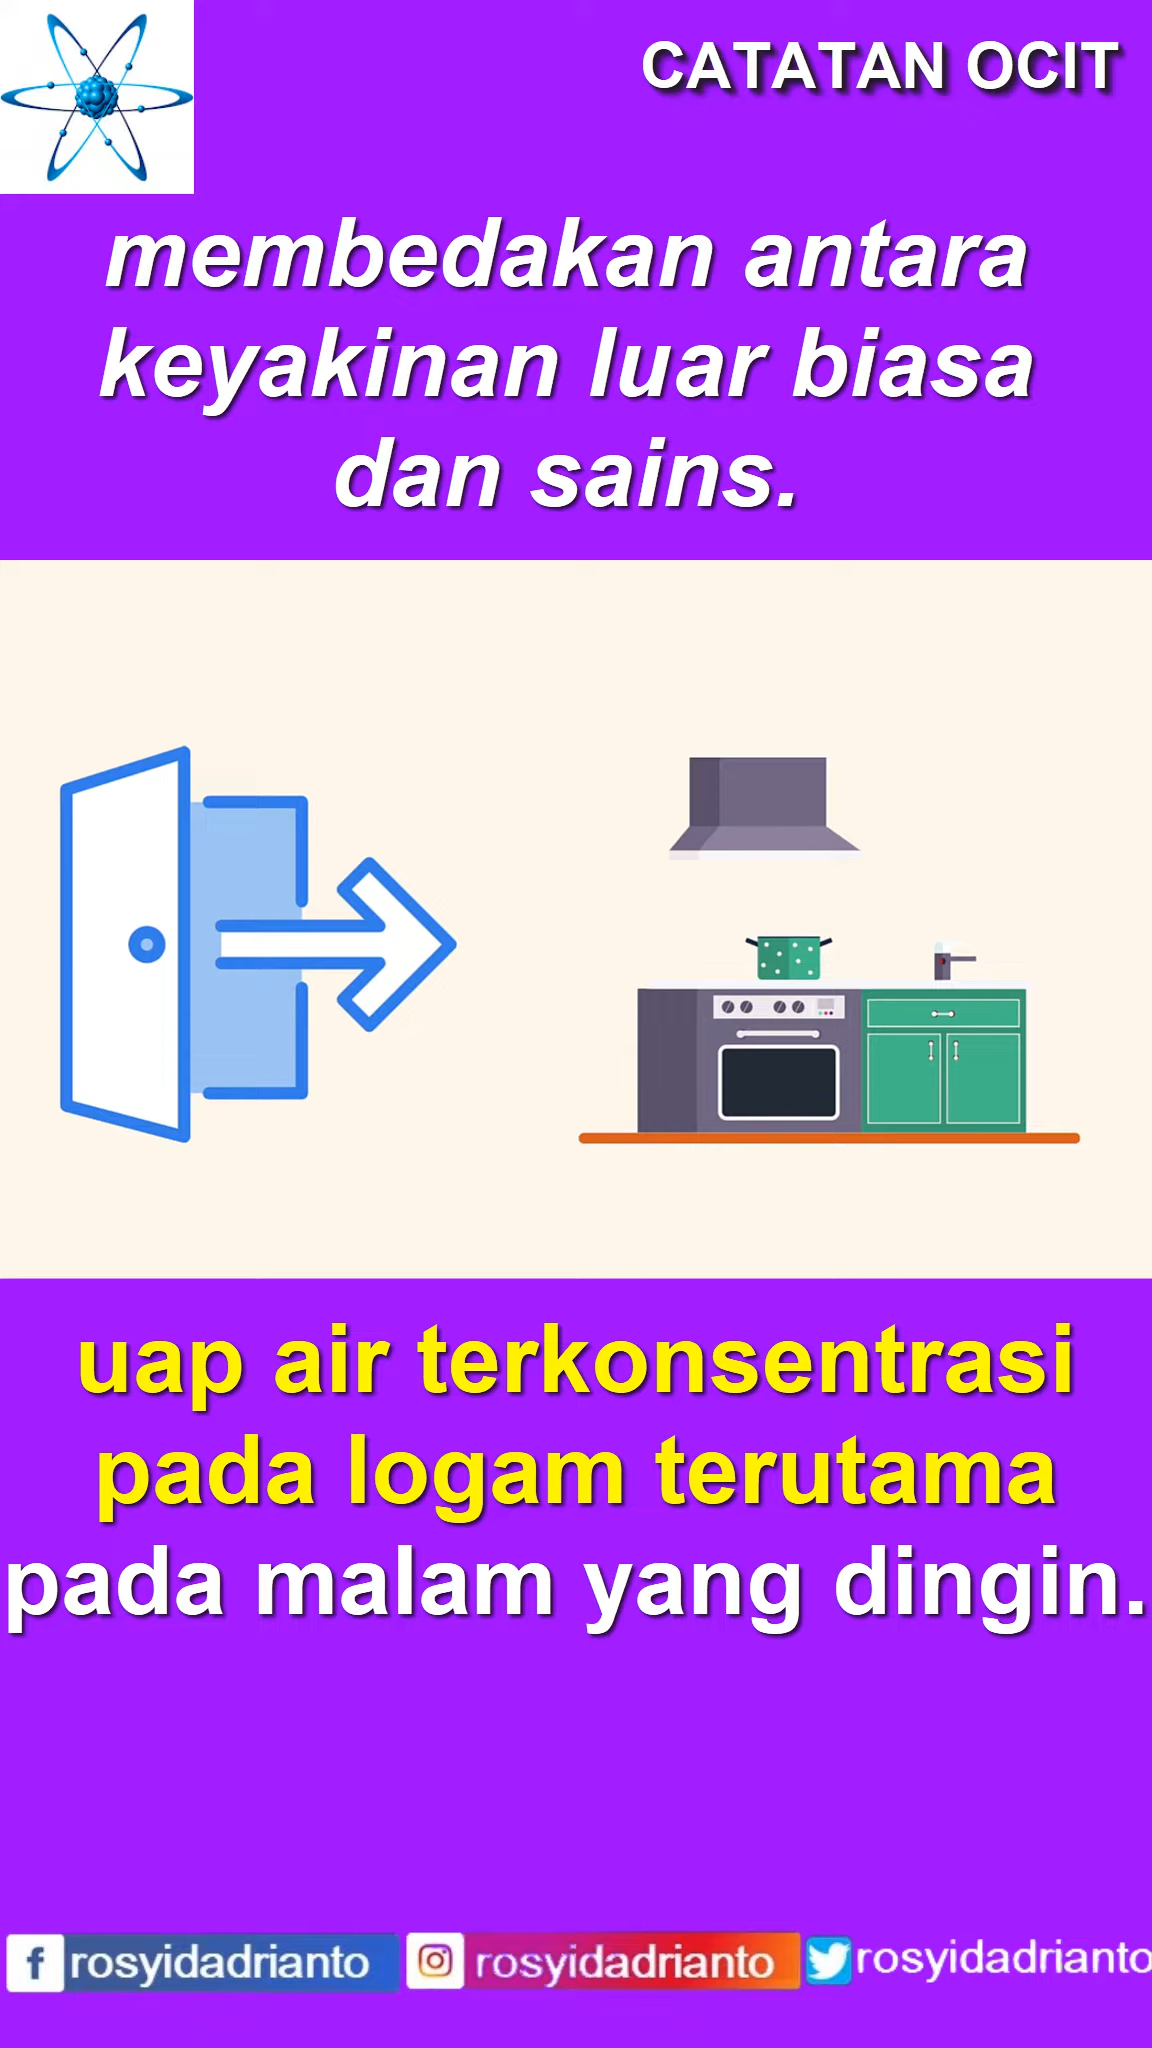 CATATAN OCIT
membedakan antara
keyakinan luar biasa
dan sains.
uap air terkonsentrasi
pada logam terutama
pada malam yang dingin.
rosyidadrianto rosyidadrianto rosyidadrianto